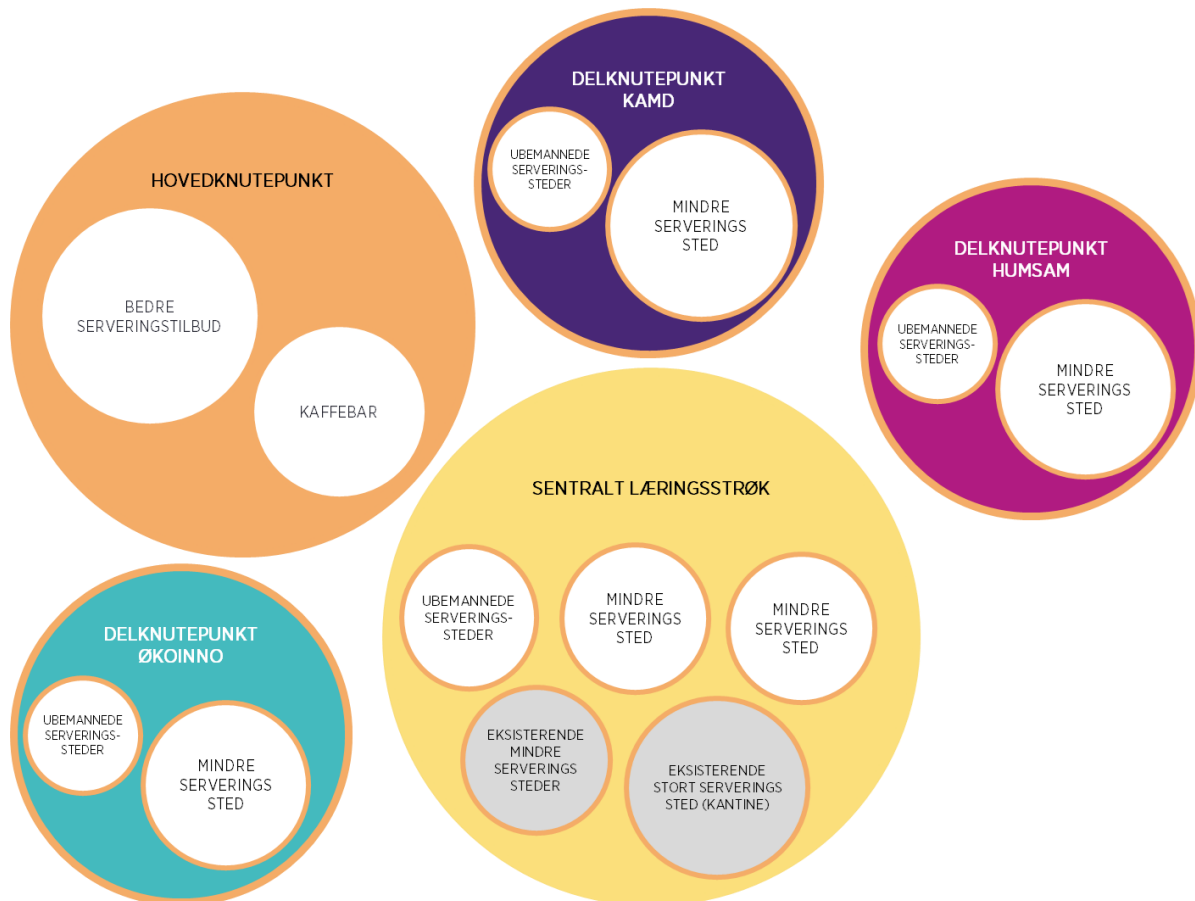 DELKNUTEPUNKT
KAMD
UBEMANNEDE
SERVERINGS-
STEDER
MINDRE
SERVERINGS
STED
HOVEDKNUTEPUNKT
BEDRE
SERVERINGSTILBUD
KAFFEBAR
DELKNUTEPUNKT
HUMSAM
UBEMANNEDE
SERVERINGS-
STEDER
MINDRE
SERVERINGS
STED
SENTRALT LÆRINGSSTRØK
UBEMANNEDE
SERVERINGS-
STEDER
MINDRE
SERVERINGS
STED
MINDRE
SERVERINGS
STED
EKSISTERENDE
MINDRE
SERVERINGS
STEDER
EKSISTERENDE
STORT SERVERINGS
STED (KANTINE)
DELKNUTEPUNKT
ØKOINNO
UBEMANNEDE
SERVERINGS-
STEDER
MINDRE
SERVERINGS
STED